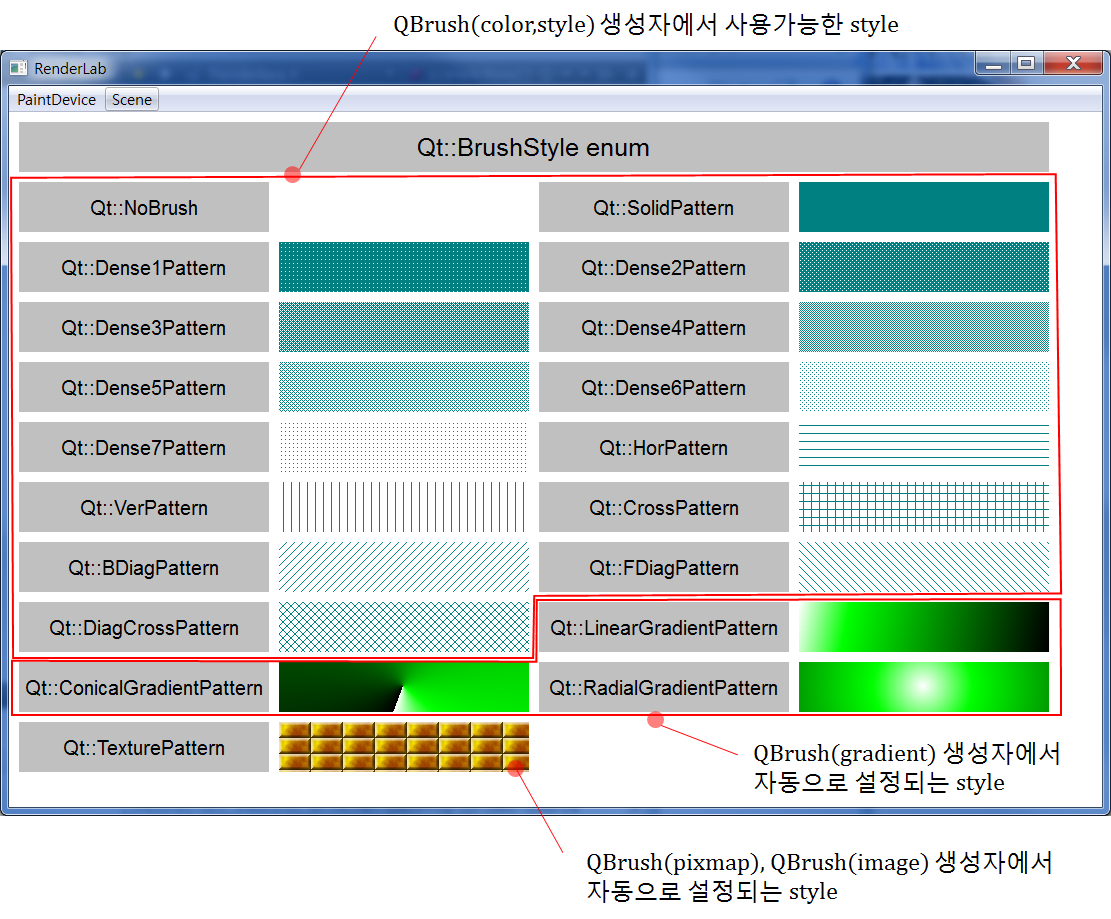 QBrush(color,style) 생성자에서 사용가능한 style
RenderLab
PaintDevice Scene
Qt::BrushStyle enum
Qt::NoBrush
Qt::SolidPattern
Qt::Dense1Pattern
Qt::Dense2Pattern
Qt::Dense3Pattern
Qt::Dense4Pattern
Qt::Dense5Pattern
Qt::Dense6Pattern
Qt::Dense7Pattern
Qt::HorPattern
Qt::VerPattern
Qt::CrossPattern
Qt::BDiagPattern
Qt::FDiagPattern
Qt::DiagCrossPattern
Qt::LinearGradientPattern
Qt::ConicalGradientPattern
Qt::RadialGradientPattern
Qt::TexturePattern
QBrush(gradient) 생성자에서
자동으로 설정되는 style
QBrush(pixmap), QBrush(image) 생성자에서
자동으로 설정되는 style